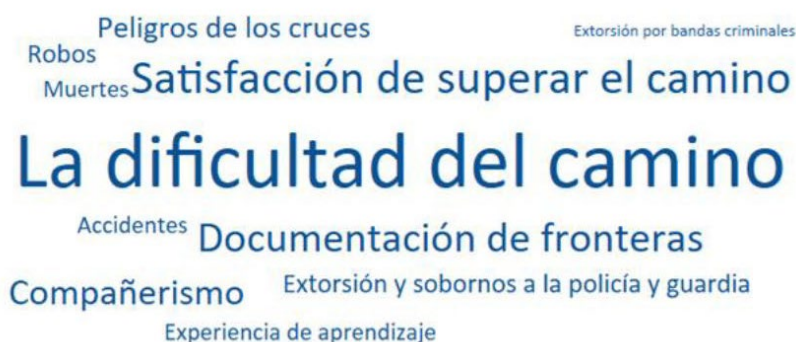 Peligros de los cruces
Extorsión por bandas criminales
Robos
Muertes
Satisfacción de superar el camino
La dificultad del camino
Accidentes
Documentación de fronteras
Compañerismo
Extorsión y sobornos a la policía y guardia
Experiencia de aprendizaje